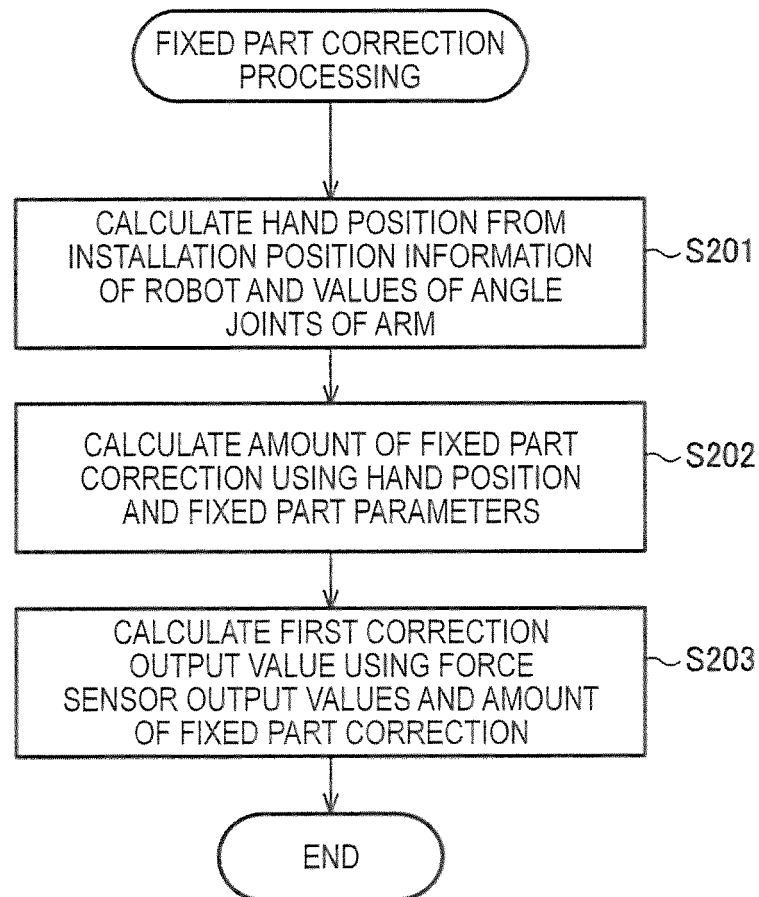 FIXED PART CORRECTION
PROCESSING
CALCULATE HAND POSITION FROM
INSTALLATION POSITION INFORMATION
OF ROBOT AND VALUES OF ANGLE
JOINTS OF ARM
S201
CALCULATE AMOUNT OF FIXED PART
CORRECTION USING HAND POSITION
AND FIXED PART PARAMETERS
S202
CALCULATE FIRST CORRECTION
OUTPUT VALUE USING FORCE
SENSOR OUTPUT VALUES AND AMOUNT
OF FIXED PART CORRECTION
S203
END